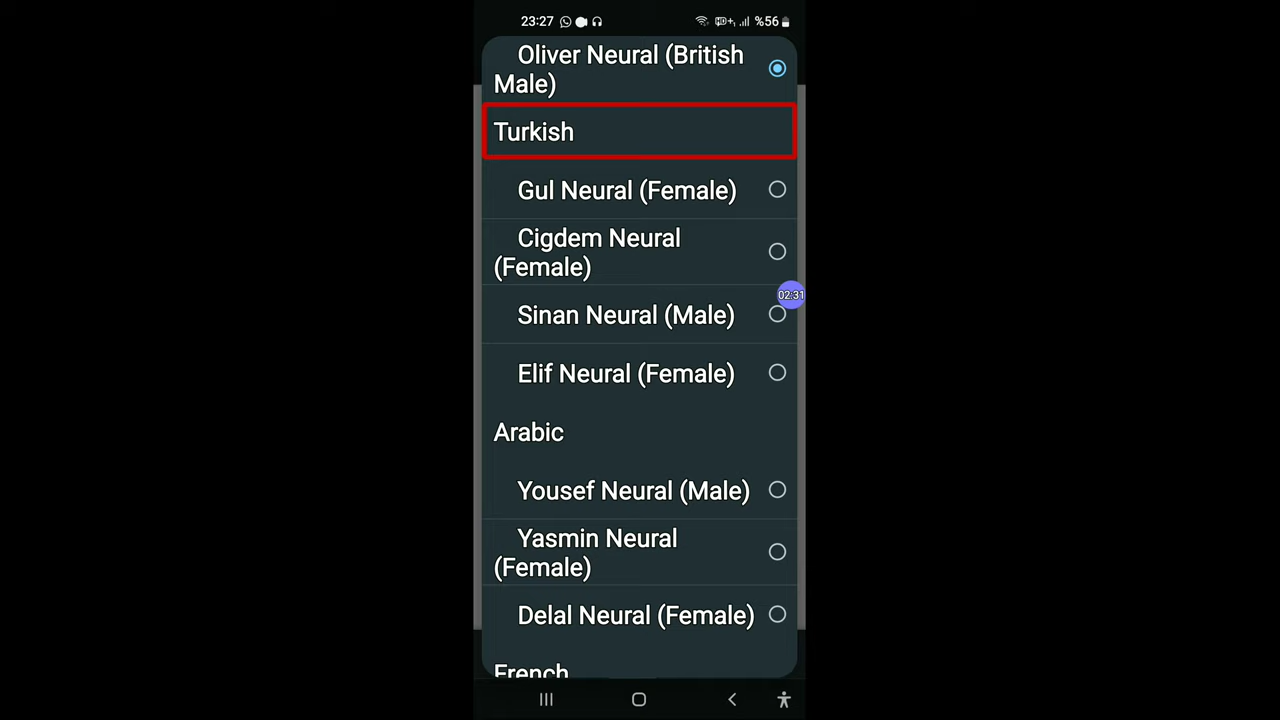 23:27 HD+ %56
Oliver Neural (British
Male)
Turkish
Gul Neural (Female)
Cigdem Neural
(Female)
02:31
Sinan Neural (Male)
Elif Neural (Female)
Arabic
Yousef Neural (Male)
Yasmin Neural
(Female)
Delal Neural (Female)
French